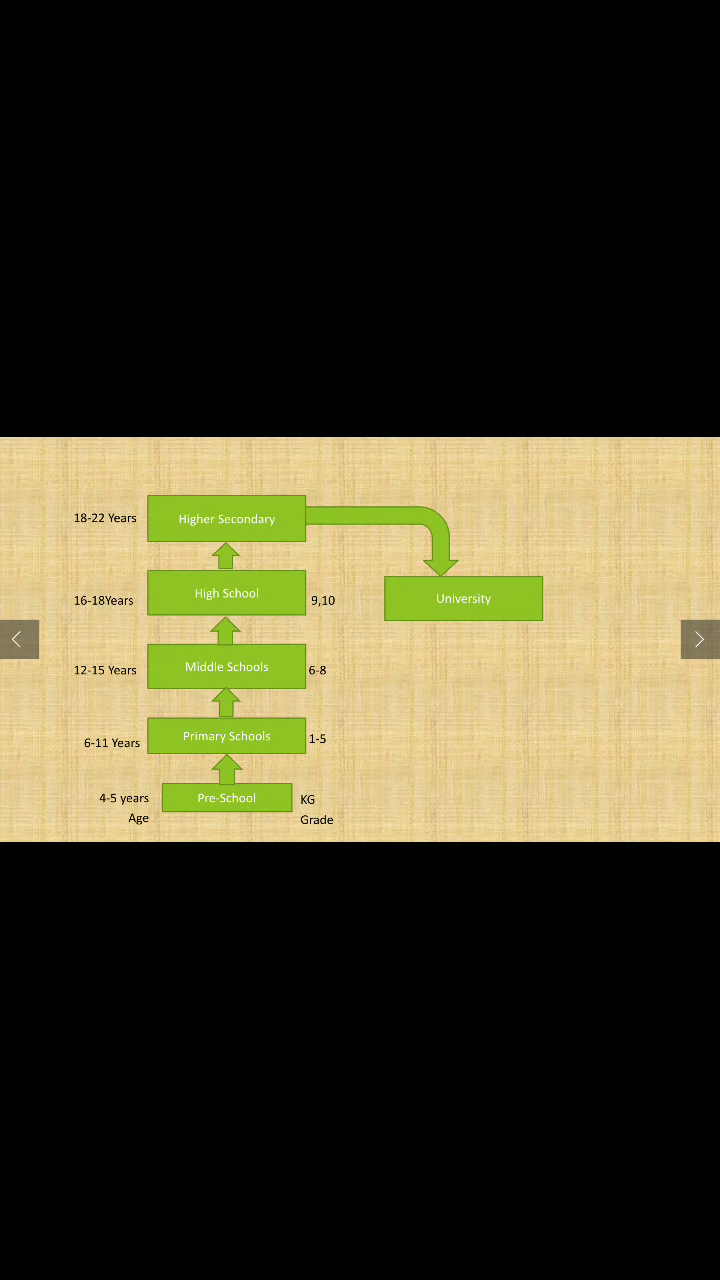 18-22 Years
Higher Secondary
16-18Years
High School
9,10
University
12-15 Years
Middle Schools
6-8
6-11 Years
Primary Schools
1-5
4-5 years
Pre-School
KG
Age
Grade